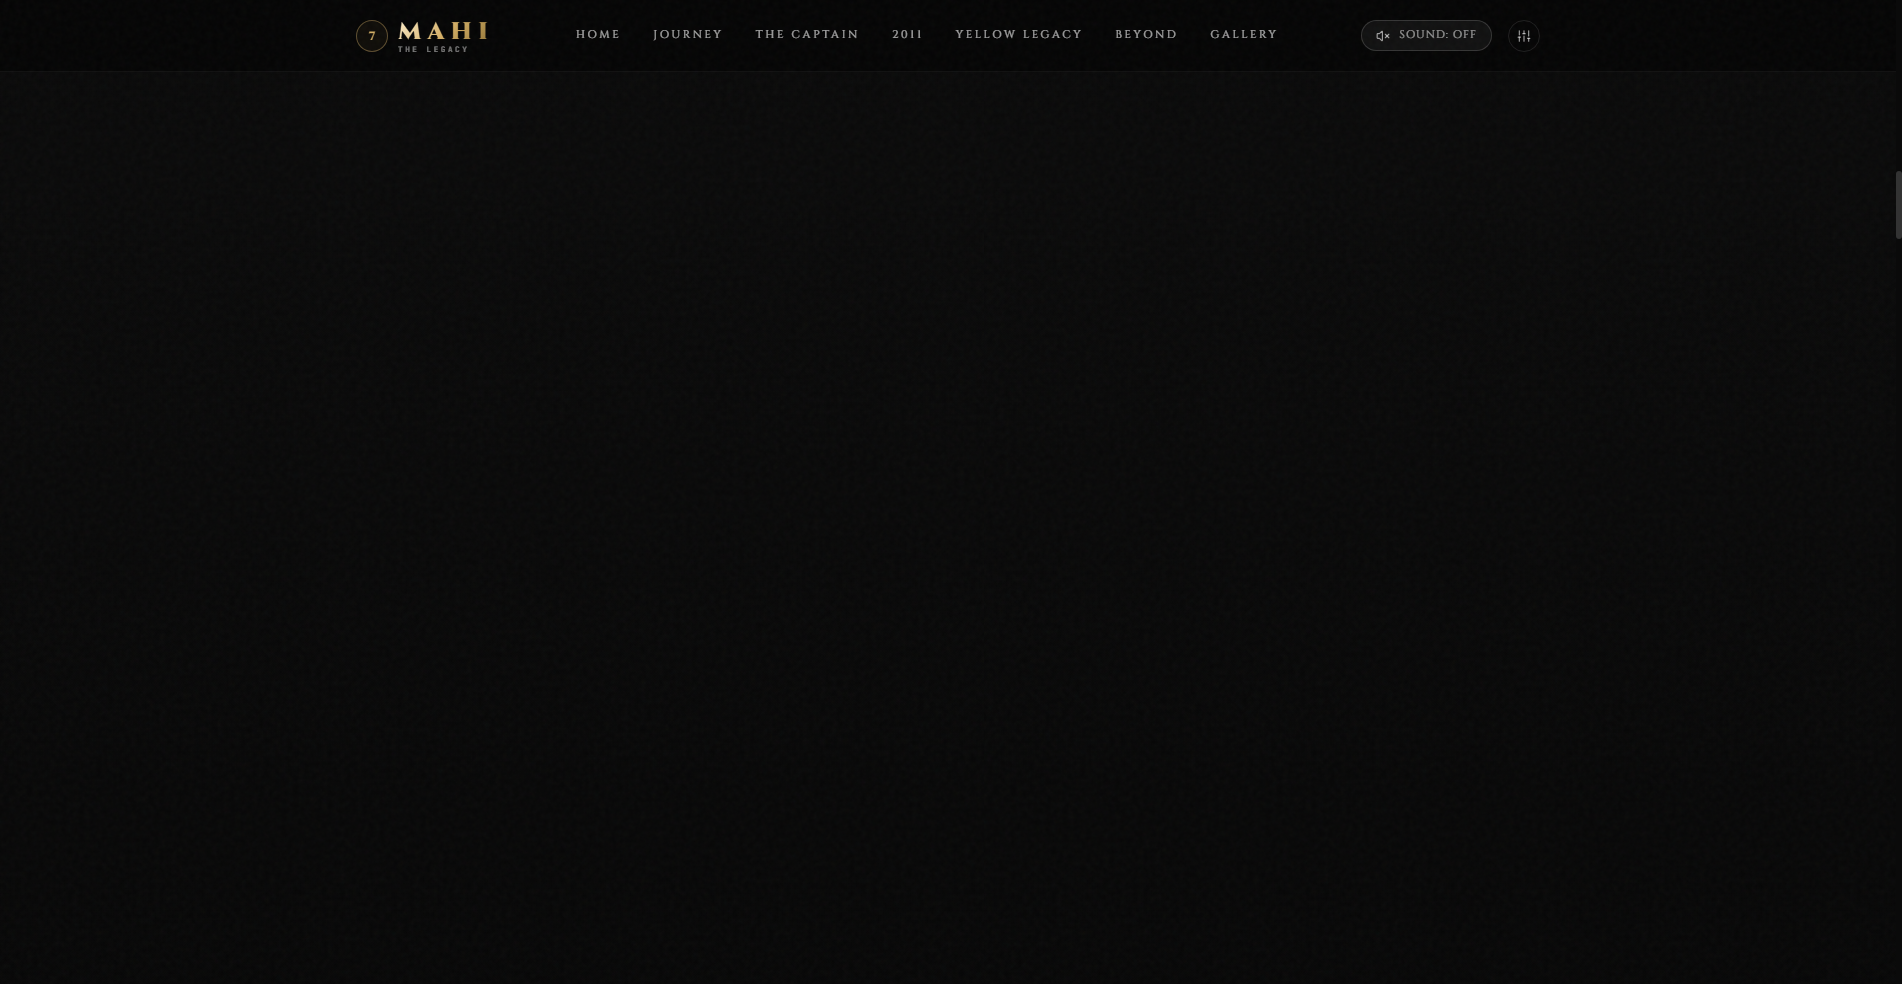 7
MAHI
THE LEGACY
HOME JOURNEY THE CAPTAIN 2011 YELLOW LEGACY BEYOND GALLERY
SOUND: OFF